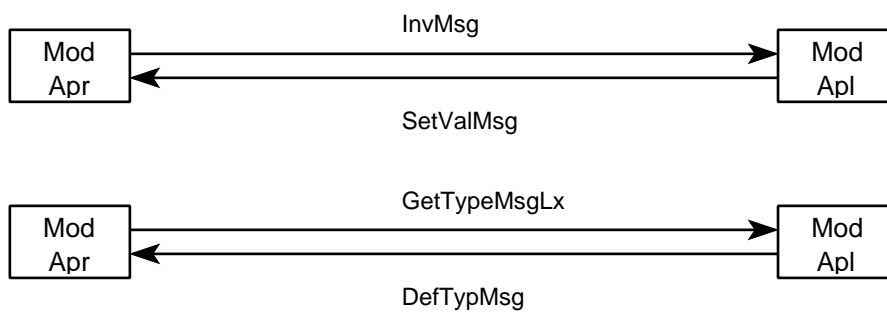 InvMsg
Mod
Apr
Mod
Apl
SetValMsg
GetTypeMsgLx
Mod
Apr
Mod
Apl
DefTypMsg